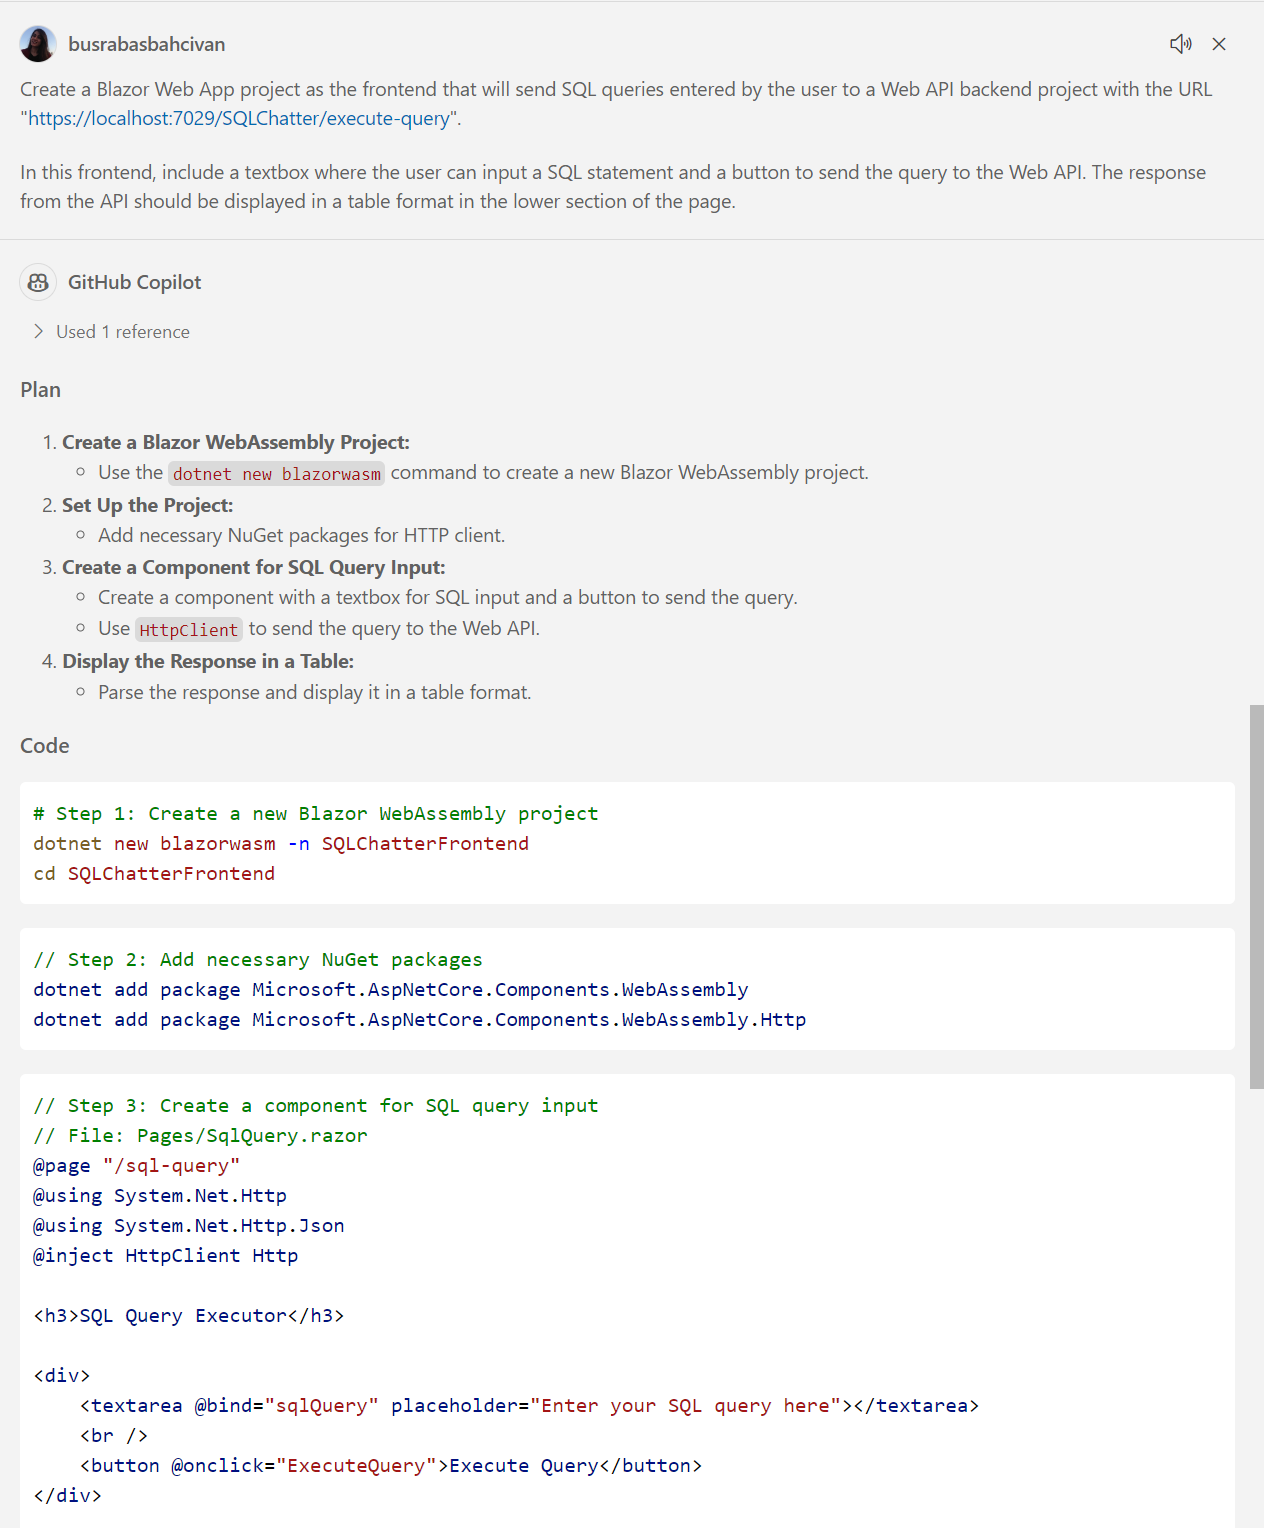 busrabasbahcivan
Create a Blazor Web App project as the frontend that will send SQL queries entered by the user to a Web API backend project with the URL
"https://localhost:7029/SQLChatter/execute-query".
In this frontend, include a textbox where the user can input a SQL statement and a button to send the query to the Web API. The response
from the API should be displayed in a table format in the lower section of the page.
GitHub Copilot
Used 1 reference
Plan
1. Create a Blazor WebAssembly Project:
Use the dotnet new blazorwasm command to create a new Blazor WebAssembly project.
2. Set Up the Project:
Add necessary NuGet packages for HTTP client.
3. Create a Component for SQL Query Input:
Create a component with a textbox for SQL input and a button to send the query.
Use HttpClient to send the query to the Web API.
4. Display the Response in a Table:
Parse the response and display it in a table format.
Code
# Step 1: Create a new Blazor WebAssembly project
dotnet new blazorwasm -n SQLChatterFrontend
cd SQLChatterFrontend
// Step 2: Add necessary NuGet packages
dotnet add package Microsoft.AspNetCore.Components.WebAssembly
dotnet add package Microsoft.AspNetCore.Components.WebAssembly.Http
// Step 3: Create a component for SQL query input
// File: Pages/SqlQuery.razor
@page "/sql-query"
@using System.Net.Http
@using System.Net.Http.Json
@inject HttpClient Http
<h3>SQL Query Executor</h3>
<div>
    <textarea @bind="sqlQuery" placeholder="Enter your SQL query here"></textarea>
    <br />
    <button @onclick="ExecuteQuery">Execute Query</button>
</div>